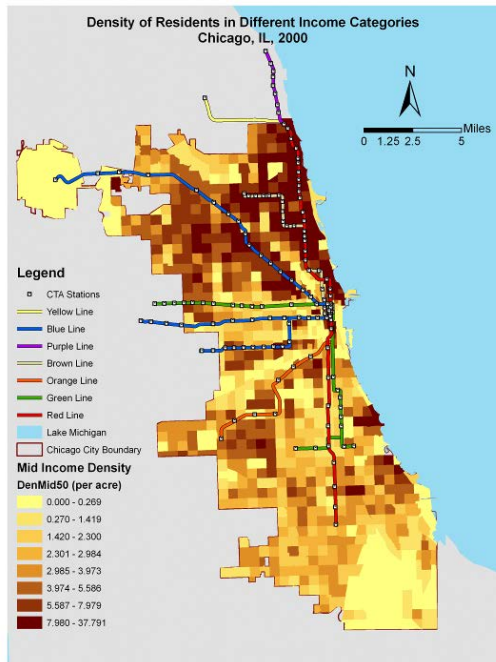 Density of Residents in Different Income Categories
Chicago, IL, 2000
N
Miles
0 1.25 2.5 5
Legend
CTA Stations
Yellow Line
Blue Line
Purple Line
Brown Line
Orange Line
Green Line
Red Line
Lake Michigan
Chicago City Boundary
Mid Income Density
DenMid50 (per acre)
0.000 - 0.269
0.270 - 1.419
1.420 - 2.300
2.301 - 2.984
2.985 - 3.973
3.974 - 5.586
5.587 - 7.979
7.980 - 37.791